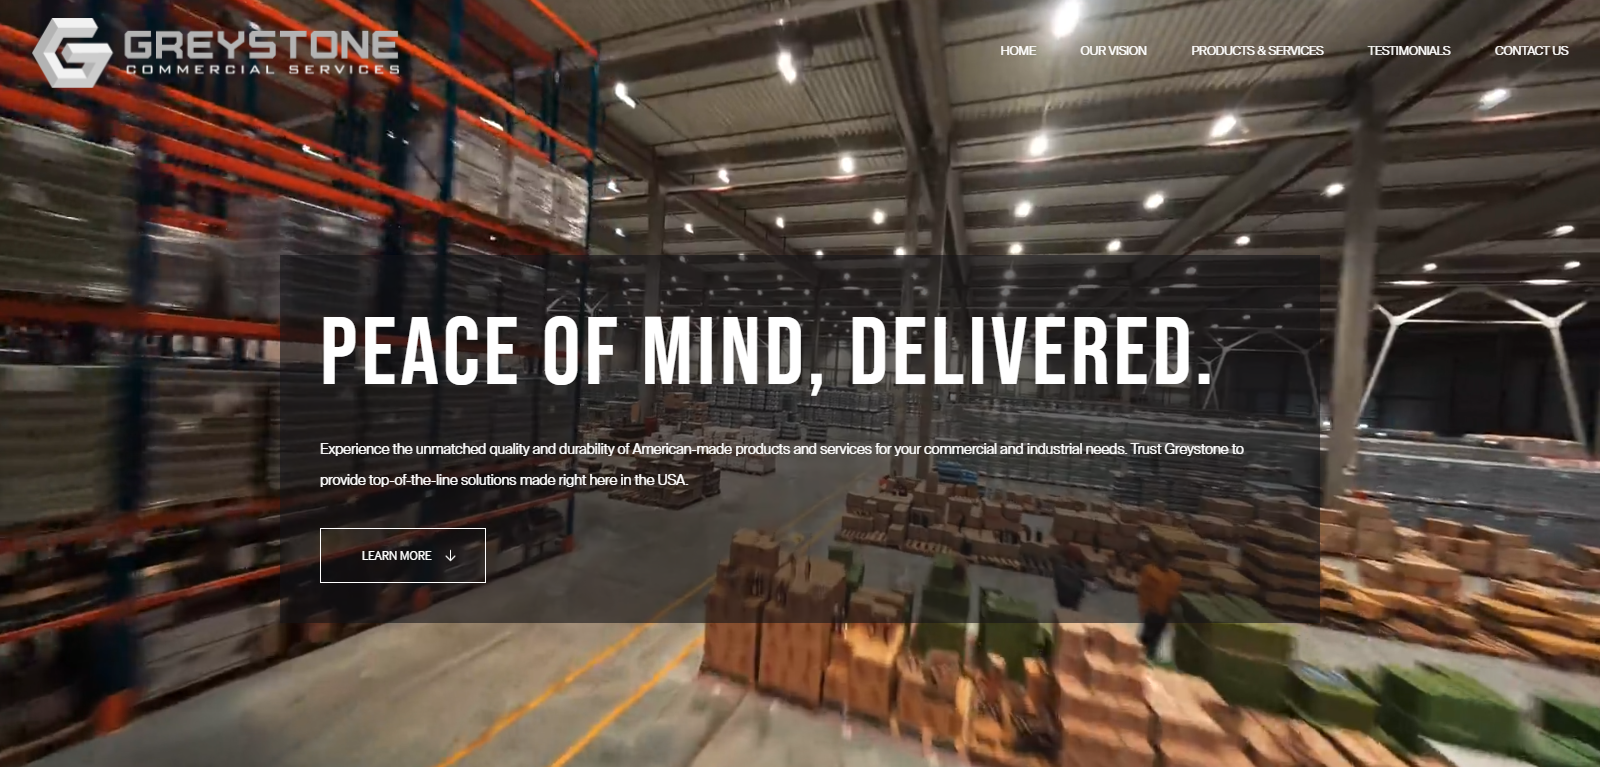 GREYSTONE
COMMERCIAL SERVICES
HOME
OUR VISION
PRODUCTS & SERVICES
TESTIMONIALS
CONTACT US
PEACE OF MIND, DELIVERED.
Experience the unmatched quality and durability of American-made products and services for your commercial and industrial needs. Trust Greystone to
provide top-of-the-line solutions made right here in the USA.
LEARN MORE ↓